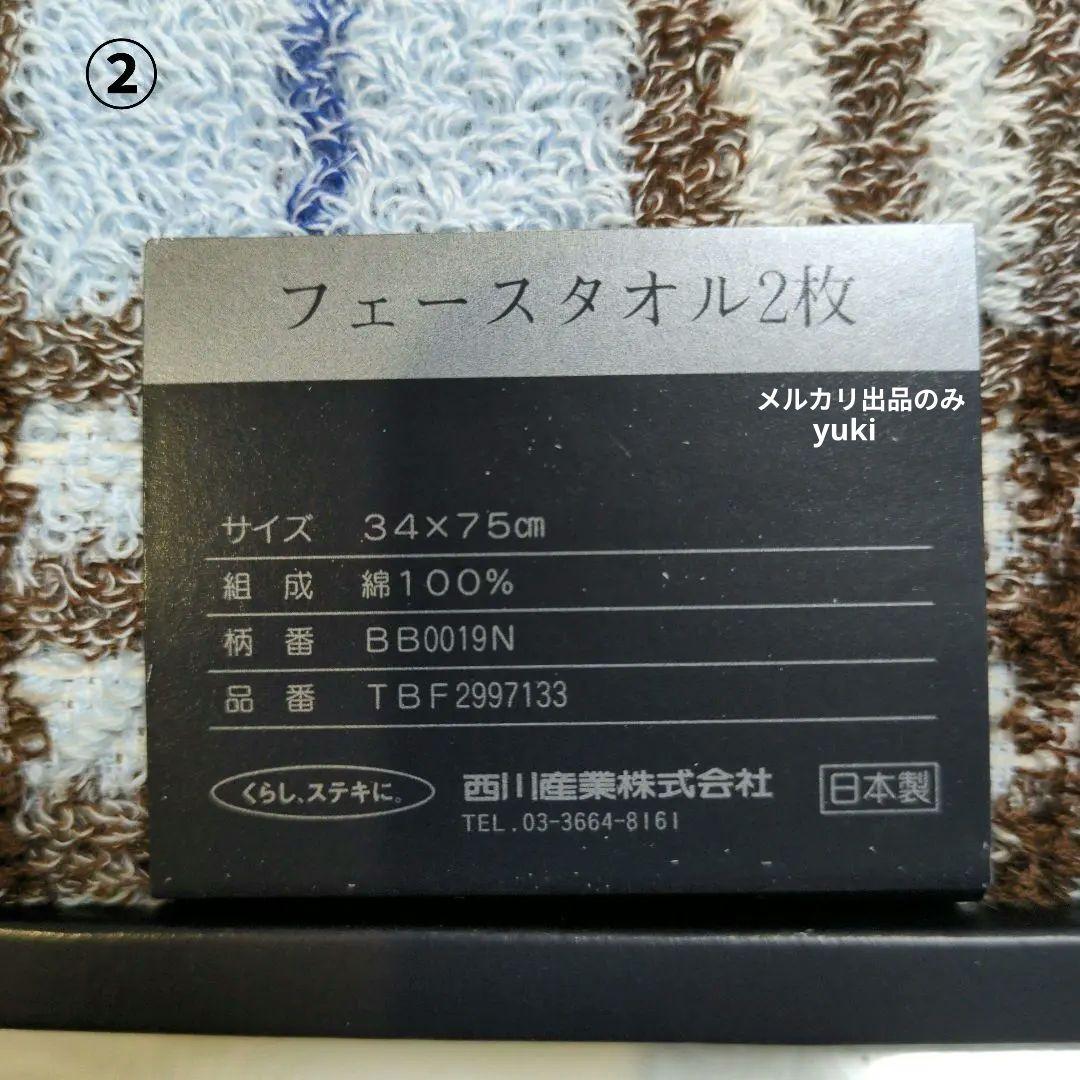 ②
フェースタオル2枚
メルカリ出品のみ
yuki
サイズ 34×75㎝
組成 綿100%
柄番 BB0019N
品番 TBF2997133
くらし、ステキに。
西川産業株式会社
TEL.03-3664-8161
日本製